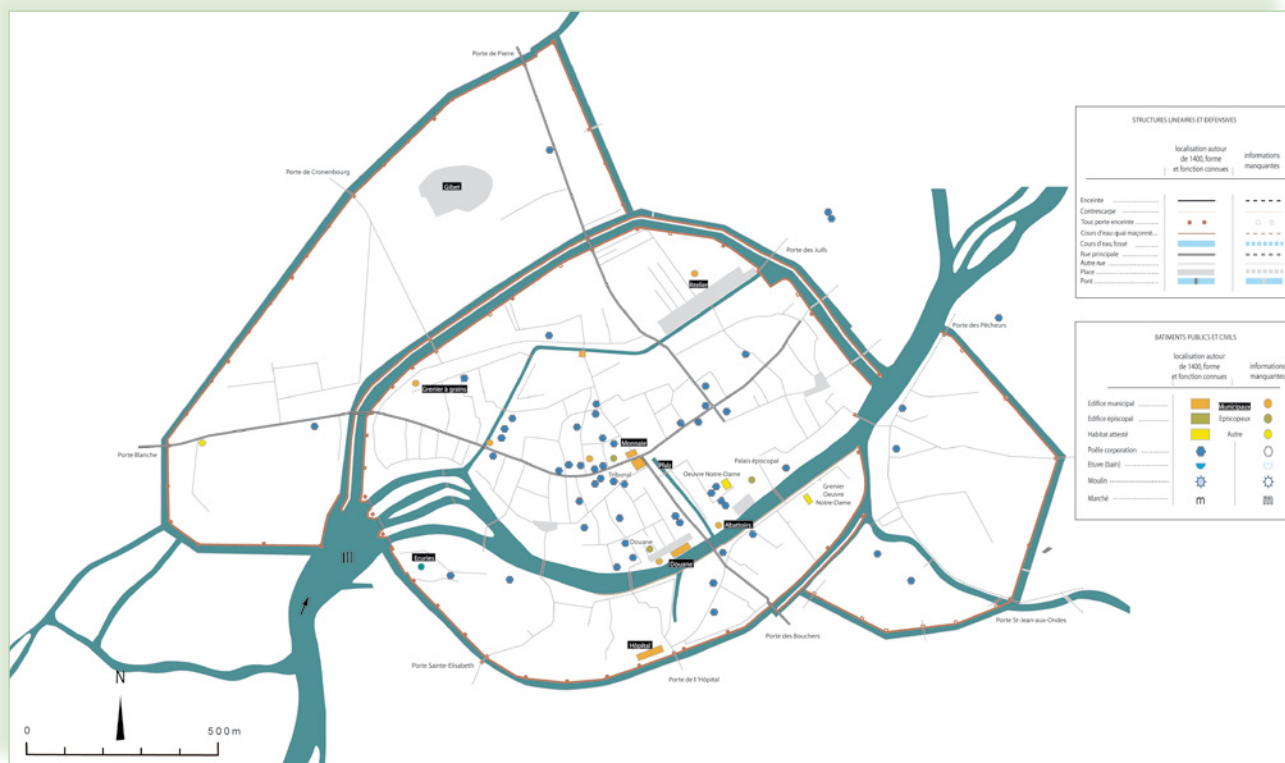 Porte de Pierre
Porte de Cronenbourg
Gibet
Porte des Juifs
Atelier
Porte des Pêcheurs
Grenier à grains
Porte Blanche
Monnaie
Tribunal
Pfalz
Palais épiscopal
Oeuvre Notre-Dame
Grenier
Oeuvre
Notre-Dame
Abattoirs
Douane
Douane
Ecuries
Hôpital
Porte Sainte-Elisabeth
Porte de ll 'Hôpital
Porte des Bouchers
Porte St-Jean-aux-Ondes
N
0 500m
STRUCTURES LINEAIRES ET DEFENSIVES
localisation autour
de 1400, forme
et fonction connues
informations
manquantes
Enceinte
Contrescarpe
Tour, porte enceinte
Cours d'eau quai maçonné...
Cours d'eau, fossé
Rue principale
Autre rue
Place
Pont
BATIMENTS PUBLICS ET CIVILS
localisation autour
de 1400, forme
et fonction connues
informations
manquantes
Edifice municipal Municipaux
Edifice épiscopal Episcopaux
Habitat attesté Autre
Poêle corporation
Etuve (bain)
Moulin
Marché m